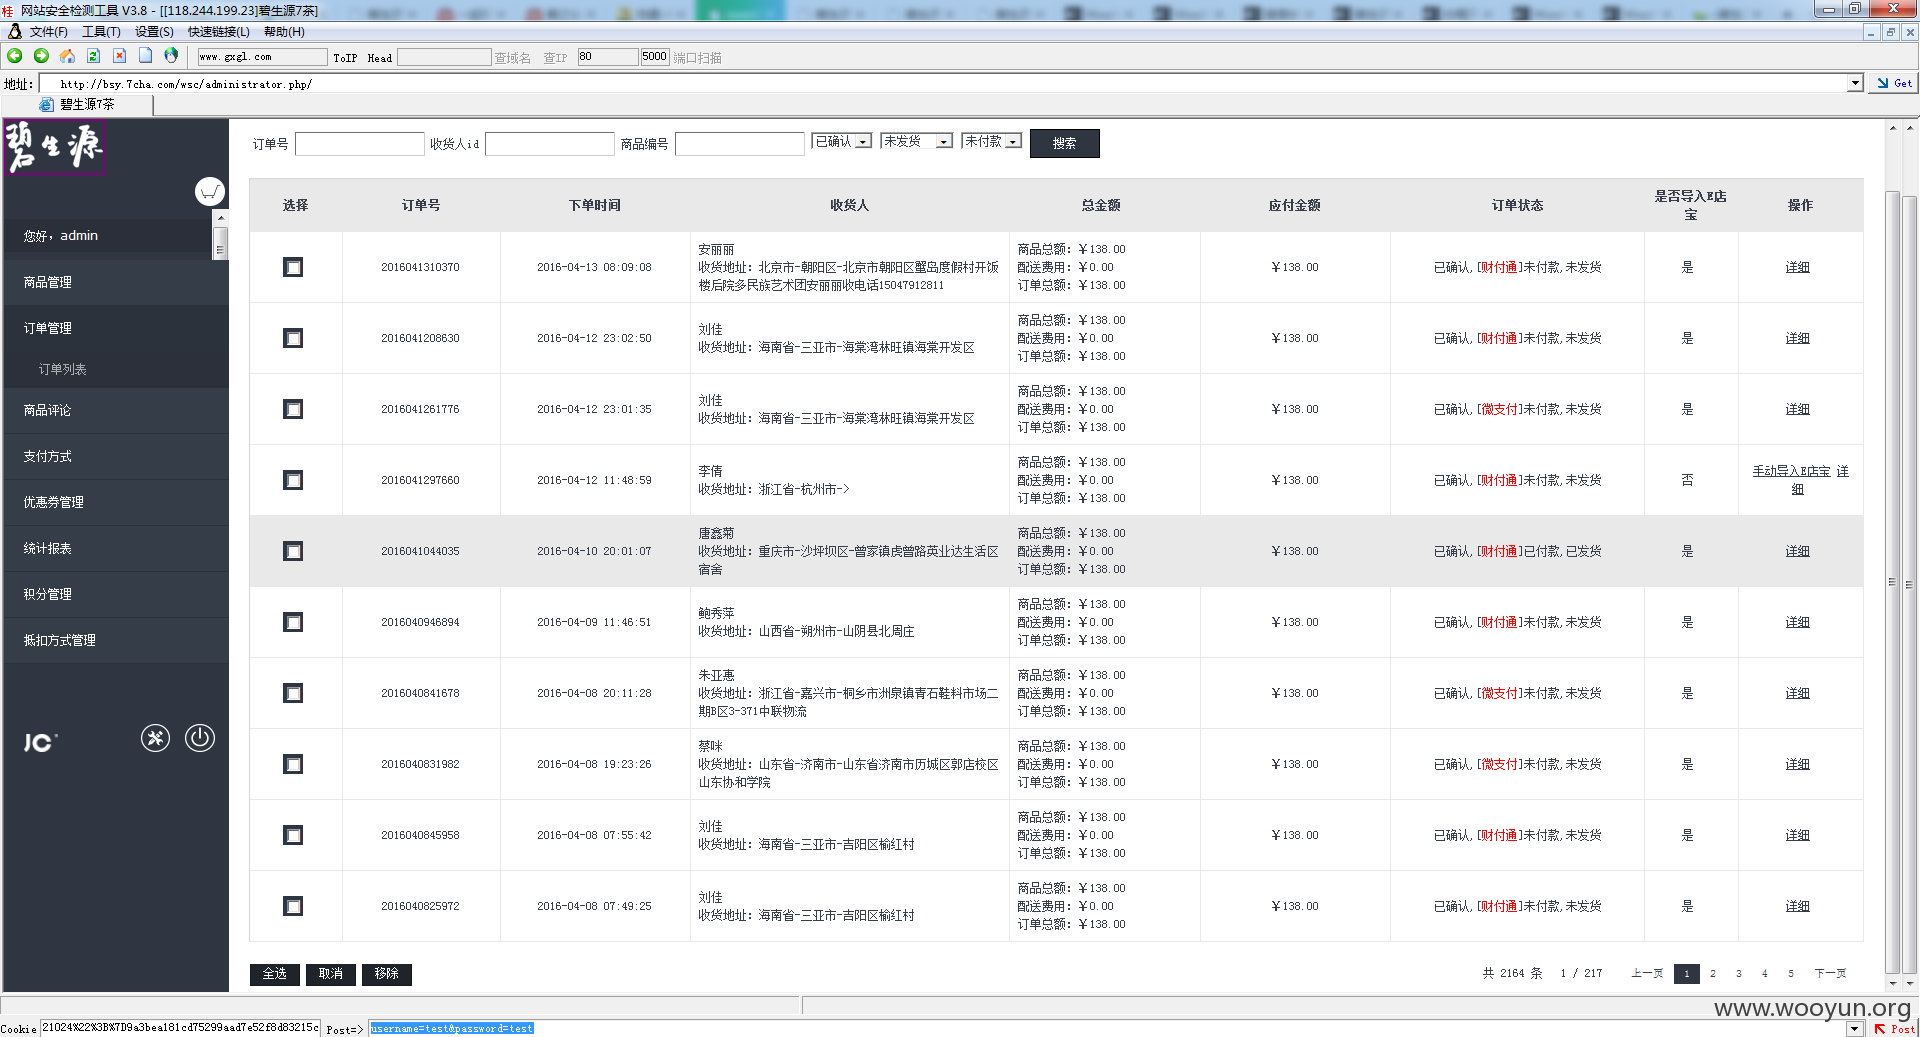 网站安全检测工具 V3.8 - [[118.244.199.23]碧生源7茶]
文件(F) 工具(T) 设置(S) 快速链接(L) 帮助(H)
www.gxgl.com ToIP Head 查域名 查IP 80 5000 端口扫描
地址: http://bsy.7cha.com/wsc/administrator.php/ Get
碧生源7茶
碧生源
您好，admin
商品管理
订单管理
订单列表
商品评论
支付方式
优惠券管理
统计报表
积分管理
抵扣方式管理
JC
订单号 收货人id 商品编号 已确认 未发货 未付款 搜索
选择 订单号 下单时间 收货人 总金额 应付金额 订单状态 是否导入E店宝 操作
2016041310370 2016-04-13 08:09:08
安丽丽
收货地址：北京市-朝阳区-北京市朝阳区蟹岛度假村开饭
楼后院多民族艺术团安丽丽收电话15047912811
商品总额：￥138.00
配送费用：￥0.00
订单总额：￥138.00
￥138.00 已确认,[财付通]未付款,未发货 是 详细
2016041208630 2016-04-12 23:02:50
刘佳
收货地址：海南省-三亚市-海棠湾林旺镇海棠开发区
商品总额：￥138.00
配送费用：￥0.00
订单总额：￥138.00
￥138.00 已确认,[财付通]未付款,未发货 是 详细
2016041261776 2016-04-12 23:01:35
刘佳
收货地址：海南省-三亚市-海棠湾林旺镇海棠开发区
商品总额：￥138.00
配送费用：￥0.00
订单总额：￥138.00
￥138.00 已确认,[微支付]未付款,未发货 是 详细
2016041297660 2016-04-12 11:48:59
李倩
收货地址：浙江省-杭州市->
商品总额：￥138.00
配送费用：￥0.00
订单总额：￥138.00
￥138.00 已确认,[财付通]未付款,未发货 否 手动导入E店宝 详细
2016041044035 2016-04-10 20:01:07
唐鑫菊
收货地址：重庆市-沙坪坝区-曾家镇虎曾路英业达生活区
宿舍
商品总额：￥138.00
配送费用：￥0.00
订单总额：￥138.00
￥138.00 已确认,[财付通]已付款,已发货 是 详细
2016040946894 2016-04-09 11:46:51
鲍秀萍
收货地址：山西省-朔州市-山阴县北周庄
商品总额：￥138.00
配送费用：￥0.00
订单总额：￥138.00
￥138.00 已确认,[财付通]未付款,未发货 是 详细
2016040841678 2016-04-08 20:11:28
朱亚惠
收货地址：浙江省-嘉兴市-桐乡市洲泉镇青石鞋料市场二
期B区3-371中联物流
商品总额：￥138.00
配送费用：￥0.00
订单总额：￥138.00
￥138.00 已确认,[微支付]未付款,未发货 是 详细
2016040831982 2016-04-08 19:23:26
蔡咪
收货地址：山东省-济南市-山东省济南市历城区郭店校区
山东协和学院
商品总额：￥138.00
配送费用：￥0.00
订单总额：￥138.00
￥138.00 已确认,[微支付]未付款,未发货 是 详细
2016040845958 2016-04-08 07:55:42
刘佳
收货地址：海南省-三亚市-吉阳区榆红村
商品总额：￥138.00
配送费用：￥0.00
订单总额：￥138.00
￥138.00 已确认,[财付通]未付款,未发货 是 详细
2016040825972 2016-04-08 07:49:25
刘佳
收货地址：海南省-三亚市-吉阳区榆红村
商品总额：￥138.00
配送费用：￥0.00
订单总额：￥138.00
￥138.00 已确认,[财付通]未付款,未发货 是 详细
全选 取消 移除 共 2164 条 1 / 217 上一页 1 2 3 4 5 下一页
www.wooyun.org
Cookie 21024%22%3B%7D9a3bea181cd75299aad7e52f8d83215c Post=> username=test&password=test Post